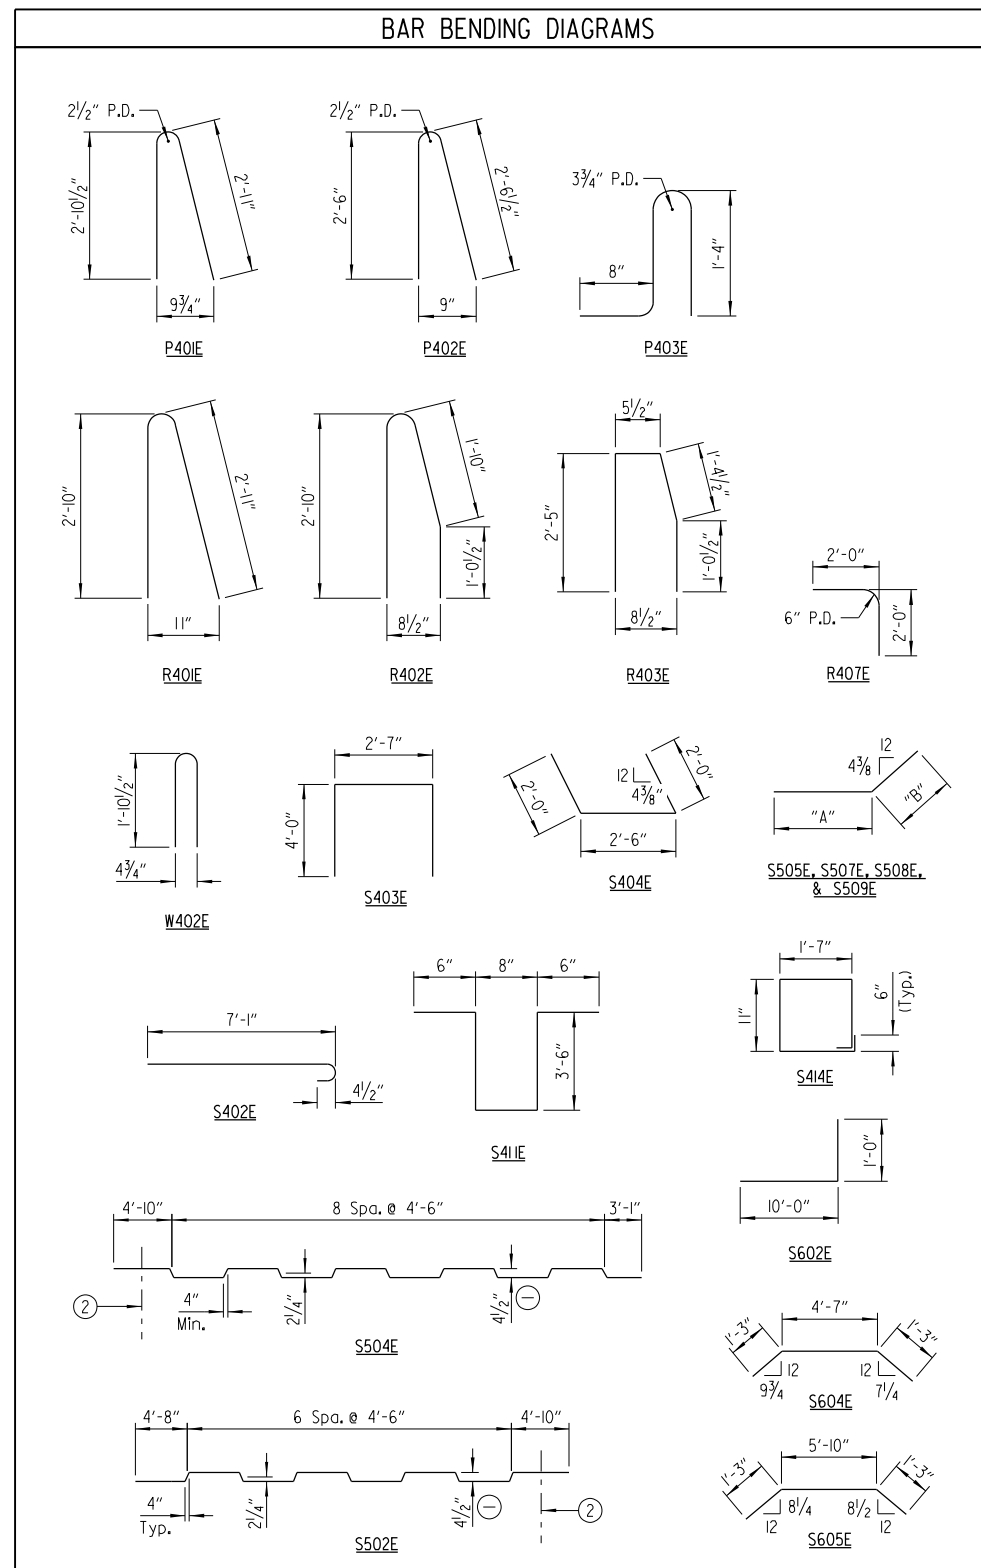 BAR BENDING DIAGRAMS
2½" P.D.
2'-10½"
2'-11"
9¾"
P401E
2½" P.D.
2'-6"
2'-6½"
9"
P402E
3¾" P.D.
8"
1'-4"
P403E
2'-10"
2'-11"
11"
R401E
2'-10"
1'-10"
1'-0½"
8½"
R402E
5½"
2'-5"
1'-4½"
1'-0½"
8½"
R403E
2'-0"
6" P.D.
2'-0"
R407E
1'-10½"
4¾"
W402E
2'-7"
4'-0"
S403E
2'-0"
12
4⅜"
2'-0"
2'-6"
S404E
12
4⅜
"A"
"B"
S505E, S507E, S508E,
& S509E
7'-1"
4½"
S402E
6"
8"
6"
3'-6"
S411E
1'-7"
11"
6"
(Typ.)
S414E
10'-0"
1'-0"
S602E
4'-10"
8 Spa. @ 4'-6"
3'-1"
2
4"
Min.
2¼"
4½"
1
S504E
1'-3"
4'-7"
1'-3"
12
9¾
12
7¼
S604E
4'-8"
6 Spa. @ 4'-6"
4'-10"
4"
Typ.
2¼"
4½"
1
2
S502E
1'-3"
5'-10"
1'-3"
8¼
12
8½
12
S605E